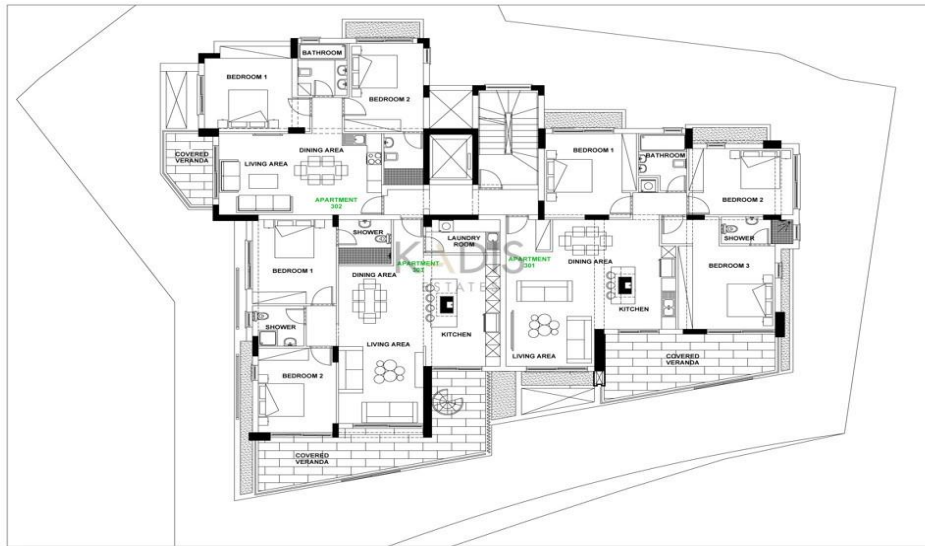 BATHROOM
BEDROOM 1
BEDROOM 2
COVERED
VERANDA
LIVING AREA
DINING AREA
APARTMENT
302
BEDROOM 1
BATHROOM
BEDROOM 2
SHOWER
BEDROOM 3
APARTMENT
301
DINING AREA
KITCHEN
LIVING AREA
COVERED
VERANDA
SHOWER
LAUNDRY
ROOM
BEDROOM 1
DINING AREA
APARTMENT
KADIS
ESTATES
SHOWER
KITCHEN
LIVING AREA
BEDROOM 2
COVERED
VERANDA